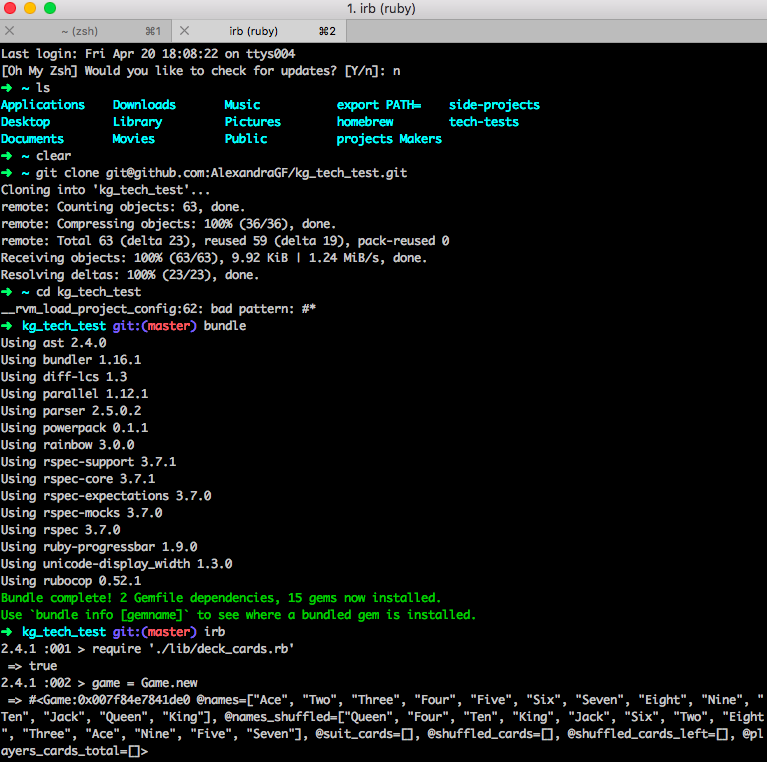 1. irb (ruby)
~ (zsh) ⌘1 irb (ruby) ⌘2
Last login: Fri Apr 20 18:08:22 on ttys004
[Oh My Zsh] Would you like to check for updates? [Y/n]: n
➜ ~ ls
Applications Downloads Music export PATH= side-projects
Desktop Library Pictures homebrew tech-tests
Documents Movies Public projects Makers
➜ ~ clear
➜ ~ git clone git@github.com:AlexandraGF/kg_tech_test.git
Cloning into 'kg_tech_test'...
remote: Counting objects: 63, done.
remote: Compressing objects: 100% (36/36), done.
remote: Total 63 (delta 23), reused 59 (delta 19), pack-reused 0
Receiving objects: 100% (63/63), 9.92 KiB | 1.24 MiB/s, done.
Resolving deltas: 100% (23/23), done.
➜ ~ cd kg_tech_test
__rvm_load_project_config:62: bad pattern: #*
➜ kg_tech_test git:(master) bundle
Using ast 2.4.0
Using bundler 1.16.1
Using diff-lcs 1.3
Using parallel 1.12.1
Using parser 2.5.0.2
Using powerpack 0.1.1
Using rainbow 3.0.0
Using rspec-support 3.7.1
Using rspec-core 3.7.1
Using rspec-expectations 3.7.0
Using rspec-mocks 3.7.0
Using rspec 3.7.0
Using ruby-progressbar 1.9.0
Using unicode-display_width 1.3.0
Using rubocop 0.52.1
Bundle complete! 2 Gemfile dependencies, 15 gems now installed.
Use `bundle info [gemname]` to see where a bundled gem is installed.
➜ kg_tech_test git:(master) irb
2.4.1 :001 > require './lib/deck_cards.rb'
=> true
2.4.1 :002 > game = Game.new
=> #<Game:0x007f84e7841de0 @names=["Ace", "Two", "Three", "Four", "Five", "Six", "Seven", "Eight", "Nine", "
Ten", "Jack", "Queen", "King"], @names_shuffled=["Queen", "Four", "Ten", "King", "Jack", "Six", "Two", "Eight
", "Three", "Ace", "Nine", "Five", "Seven"], @suit_cards=[], @shuffled_cards=[], @shuffled_cards_left=[], @pl
ayers_cards_total=[]>